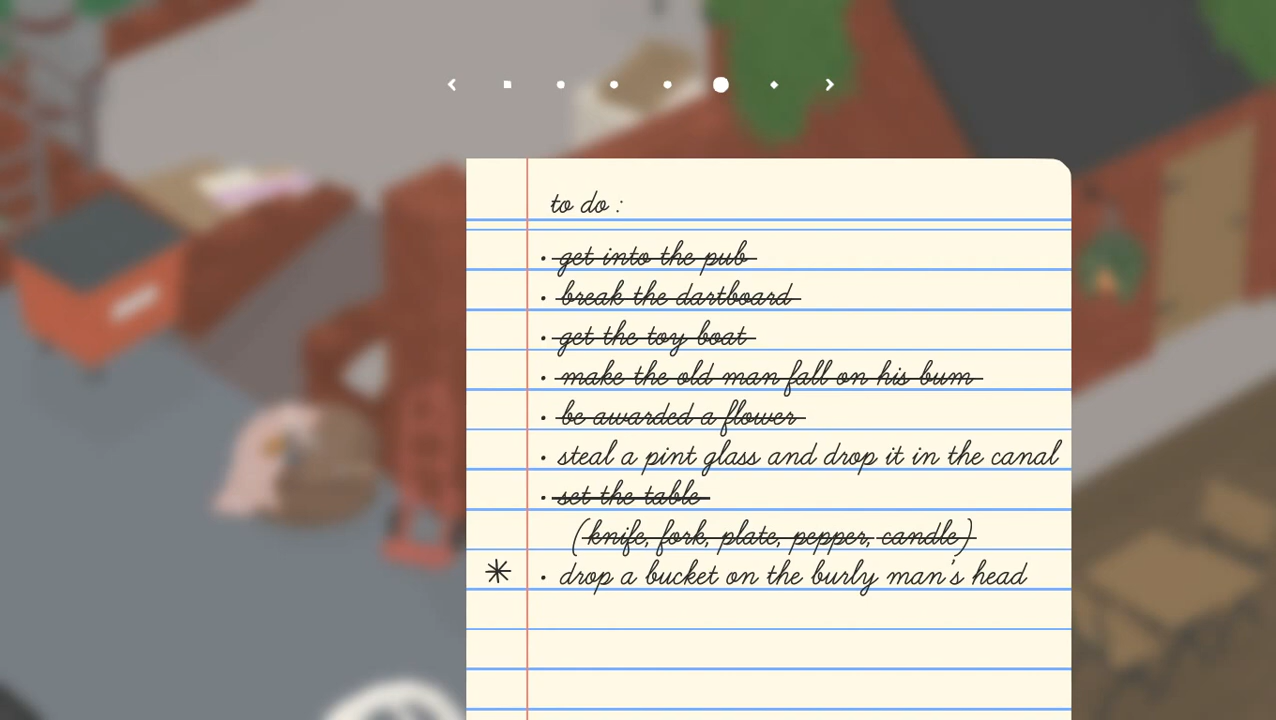 to do :
• get into the pub
• break the dartboard
• get the toy boat
• make the old man fall on his bum
• be awarded a flower
• steal a pint glass and drop it in the canal
• set the table
(knife, fork, plate, pepper, candle)
• drop a bucket on the burly man's head